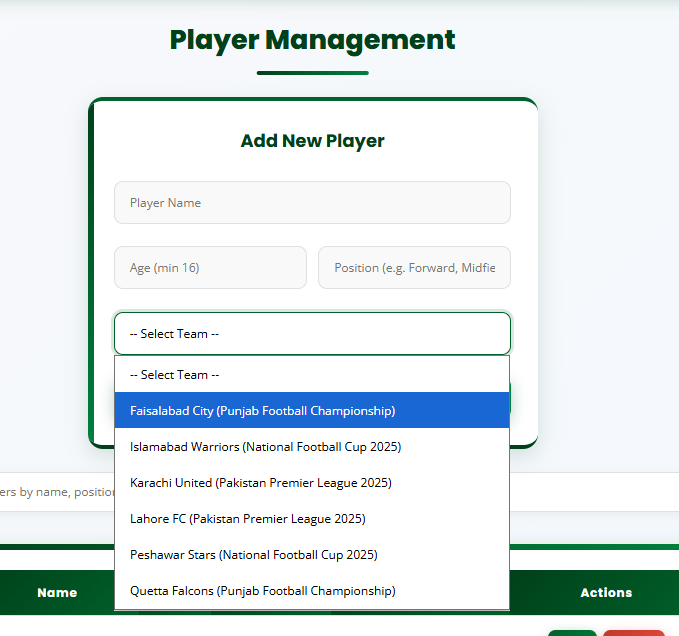 Player Management
Add New Player
Player Name
Age (min 16)
Position (e.g. Forward, Midfie
-- Select Team --
-- Select Team --
Faisalabad City (Punjab Football Championship)
Islamabad Warriors (National Football Cup 2025)
Karachi United (Pakistan Premier League 2025)
Lahore FC (Pakistan Premier League 2025)
Peshawar Stars (National Football Cup 2025)
Quetta Falcons (Punjab Football Championship)
ers by name, position
Name
Actions